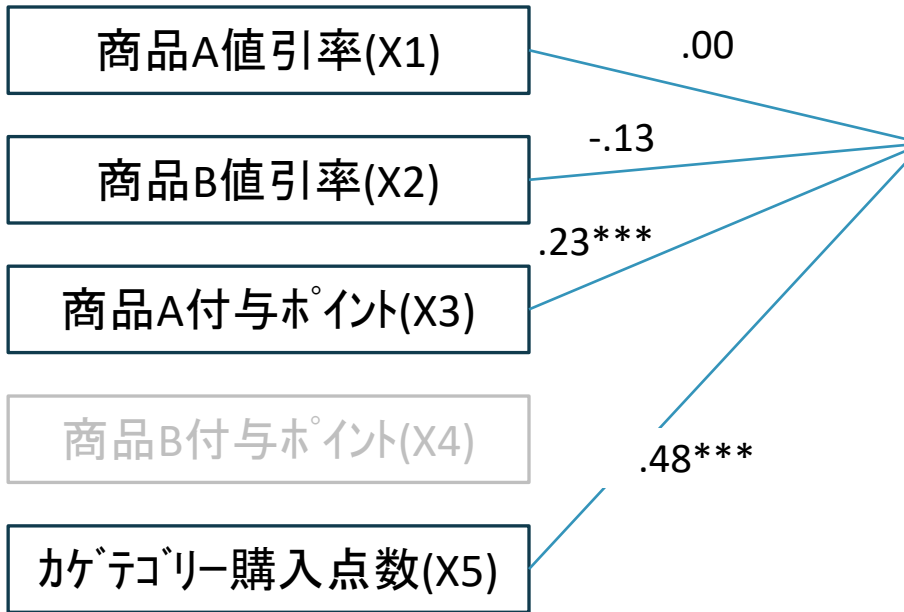 商品A値引率(X1)
.00
商品B値引率(X2)
-.13
商品A付与ﾎﾟｲﾝﾄ(X3)
.23***
商品B付与ﾎﾟｲﾝﾄ(X4)
ｶｹﾞﾃｺﾞﾘｰ購入点数(X5)
.48***